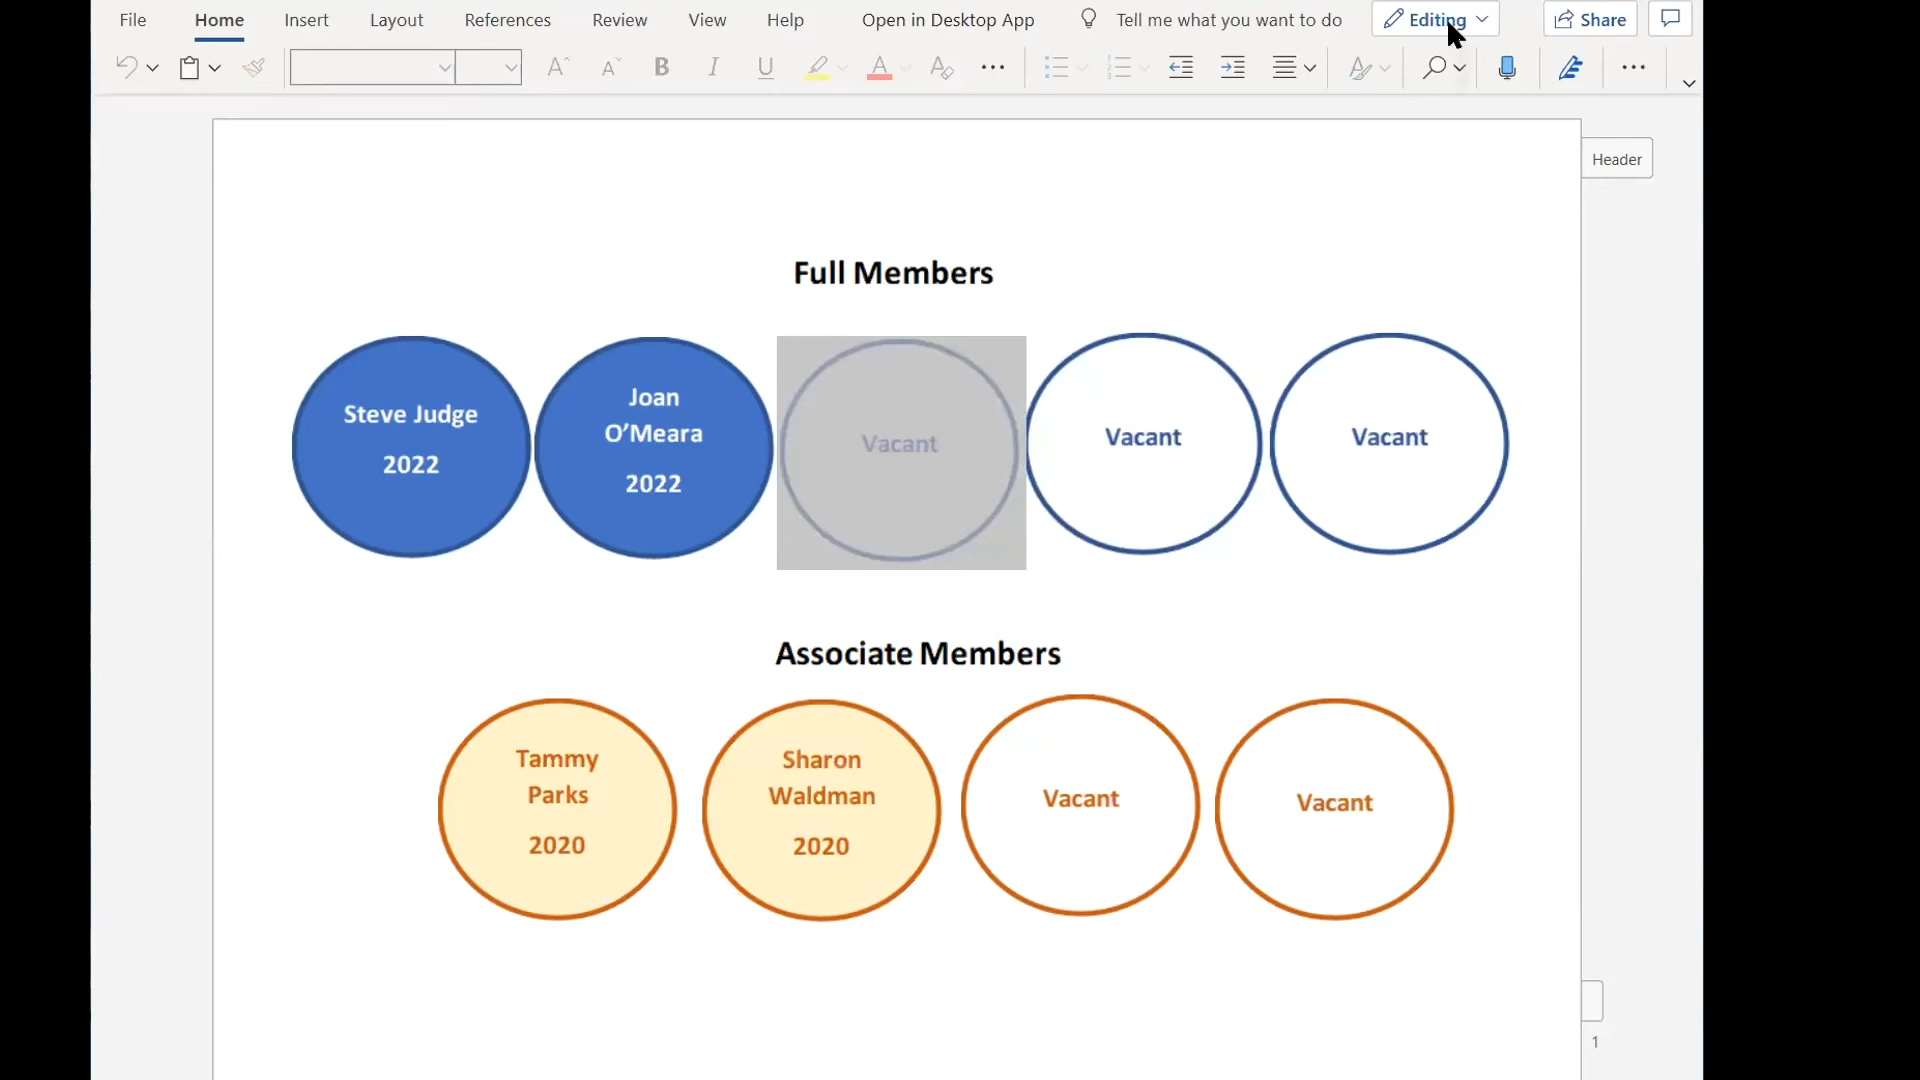 File Home Insert Layout References Review View Help Open in Desktop App Tell me what you want to do Editing Share
B I U A
Header
Full Members
Steve Judge
2022
Joan
O’Meara
2022
Vacant
Vacant
Vacant
Associate Members
Tammy
Parks
2020
Sharon
Waldman
2020
Vacant
Vacant
1